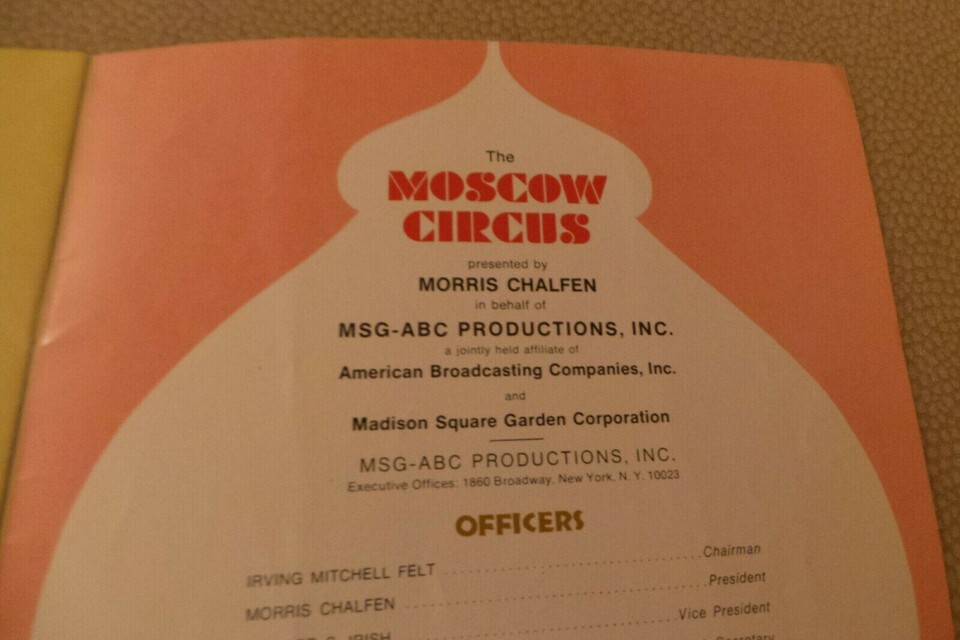 The
MOSCOW
CIRCUS
presented by
MORRIS CHALFEN
in behalf of
MSG-ABC PRODUCTIONS, INC.
a jointly held affiliate of
American Broadcasting Companies, Inc.
and
Madison Square Garden Corporation
MSG-ABC PRODUCTIONS, INC.
Executive Offices: 1860 Broadway, New York, N. Y. 10023
OFFICERS
IRVING MITCHELL FELT ........................................ Chairman
MORRIS CHALFEN ........................................ President
IRISH ........................................ Vice President
Secretary